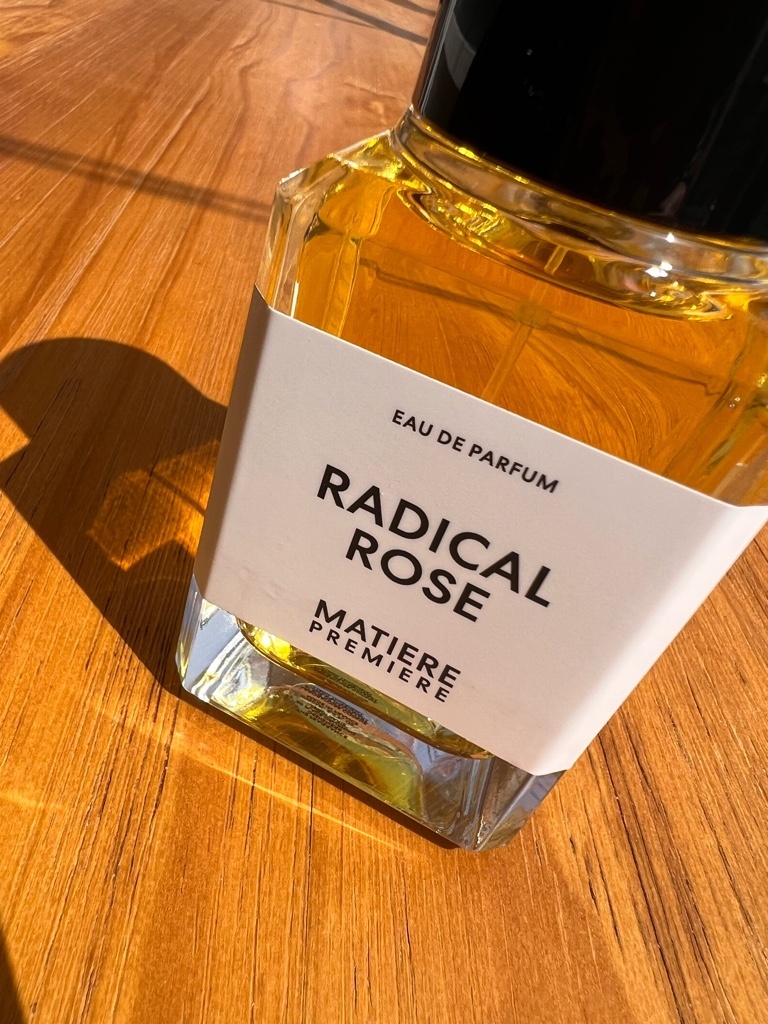 EAU DE PARFUM
RADICAL
ROSE
MATIERE
PREMIERE